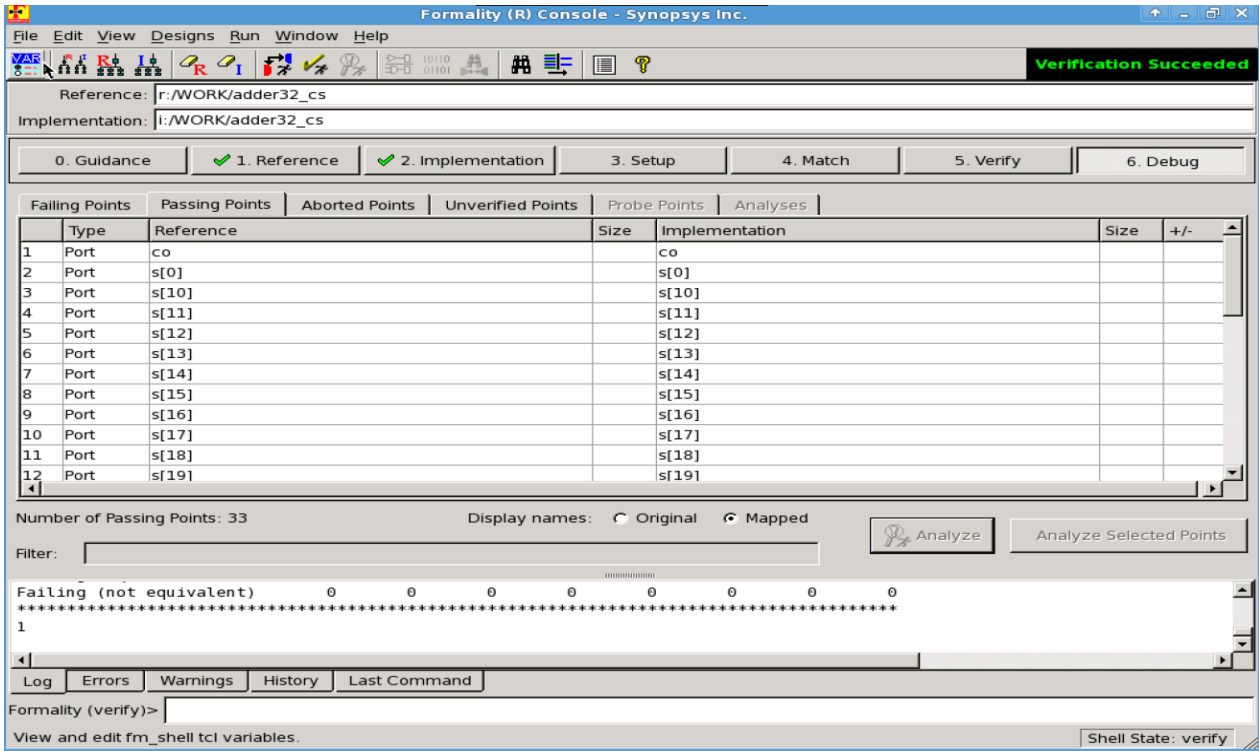 Formality (R) Console - Synopsys Inc.
File Edit View Designs Run Window Help
VAR R I R I 10110 01101
Verification Succeeded
Reference: r:/WORK/adder32_cs
Implementation: i:/WORK/adder32_cs
0. Guidance 1. Reference 2. Implementation 3. Setup 4. Match 5. Verify 6. Debug
Failing Points Passing Points Aborted Points Unverified Points Probe Points Analyses
Type Reference Size Implementation Size +/-
1 Port co co
2 Port s[0] s[0]
3 Port s[10] s[10]
4 Port s[11] s[11]
5 Port s[12] s[12]
6 Port s[13] s[13]
7 Port s[14] s[14]
8 Port s[15] s[15]
9 Port s[16] s[16]
10 Port s[17] s[17]
11 Port s[18] s[18]
12 Port s[19] s[19]
Number of Passing Points: 33 Display names: Original Mapped
Analyze Analyze Selected Points
Filter:
Failing (not equivalent) 0 0 0 0 0 0 0 0
****************************************************************************************
1
Log Errors Warnings History Last Command
Formality (verify)>
View and edit fm_shell tcl variables. Shell State: verify